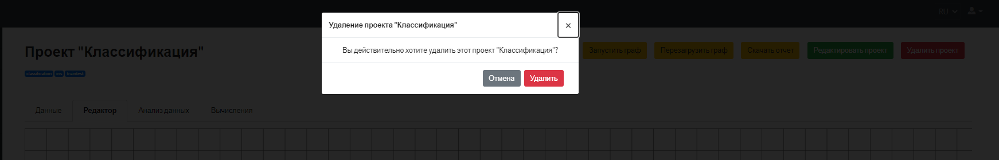 RU
Удаление проекта "Классификация"
×
Вы действительно хотите удалить этот проект "Классификация"?
Отмена
Удалить
Проект "Классификация"
Запустить граф
Перезагрузить граф
Скачать отчет
Редактировать проект
Удалить проект
classification
iris
traintest
Данные
Редактор
Анализ данных
Вычисления